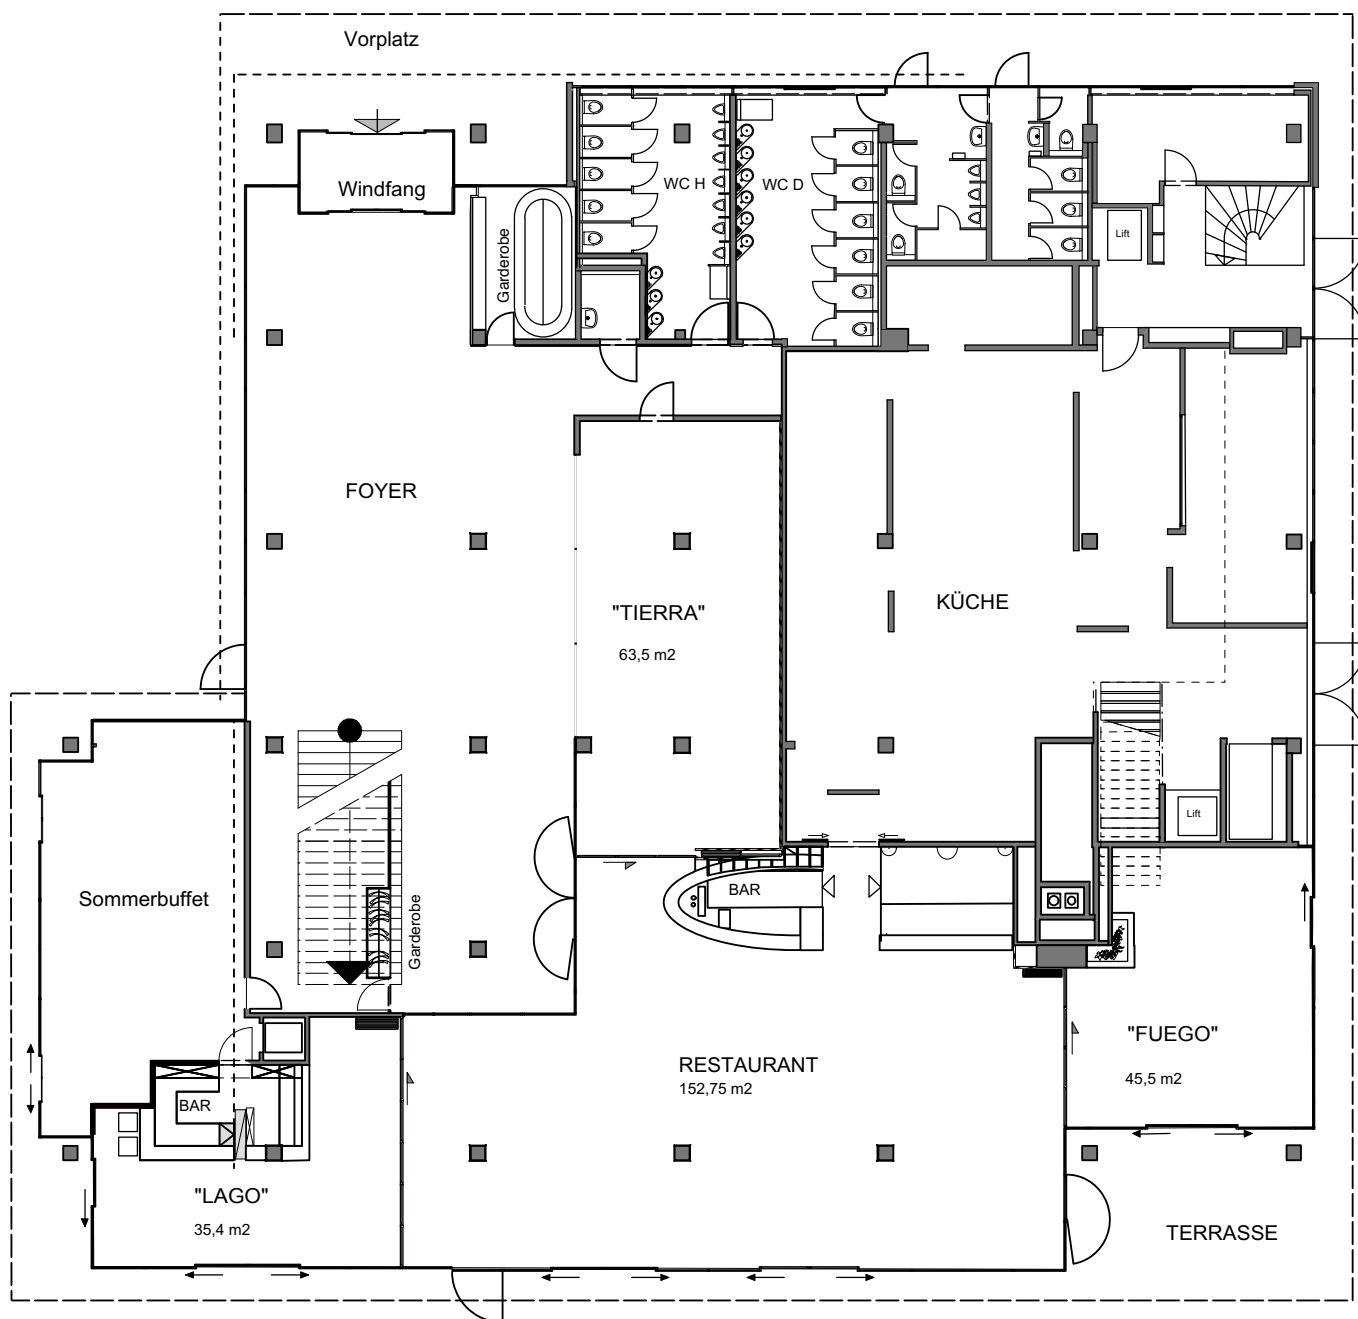 Vorplatz
Windfang
WC H
WC D
Lift
Garderobe
FOYER
"TIERRA"
63,5 m2
KÜCHE
Lift
BAR
Sommerbuffet
Garderobe
RESTAURANT
152,75 m2
"FUEGO"
45,5 m2
BAR
"LAGO"
35,4 m2
TERRASSE